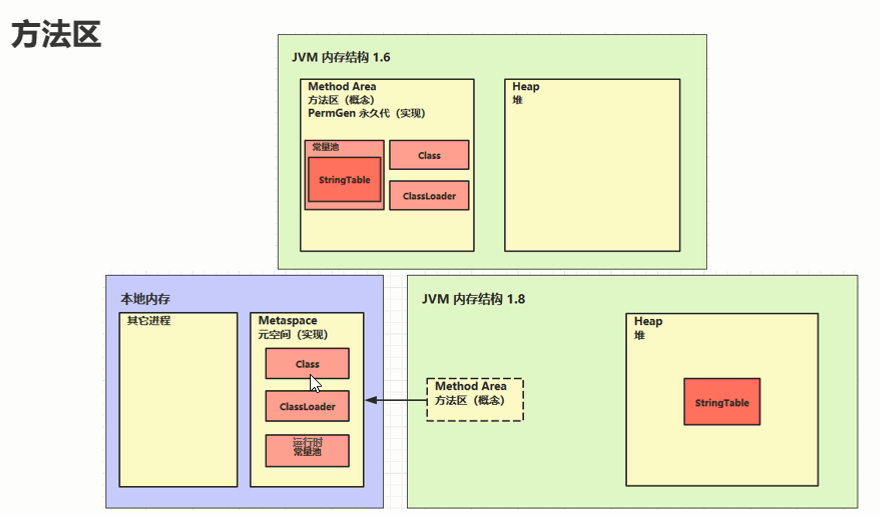 方法区
JVM 内存结构 1.6
Method Area
方法区（概念）
PermGen 永久代（实现）
常量池
StringTable
Class
ClassLoader
Heap
堆
本地内存
其它进程
Metaspace
元空间（实现）
Class
ClassLoader
运行时
常量池
JVM 内存结构 1.8
Method Area
方法区（概念）
Heap
堆
StringTable